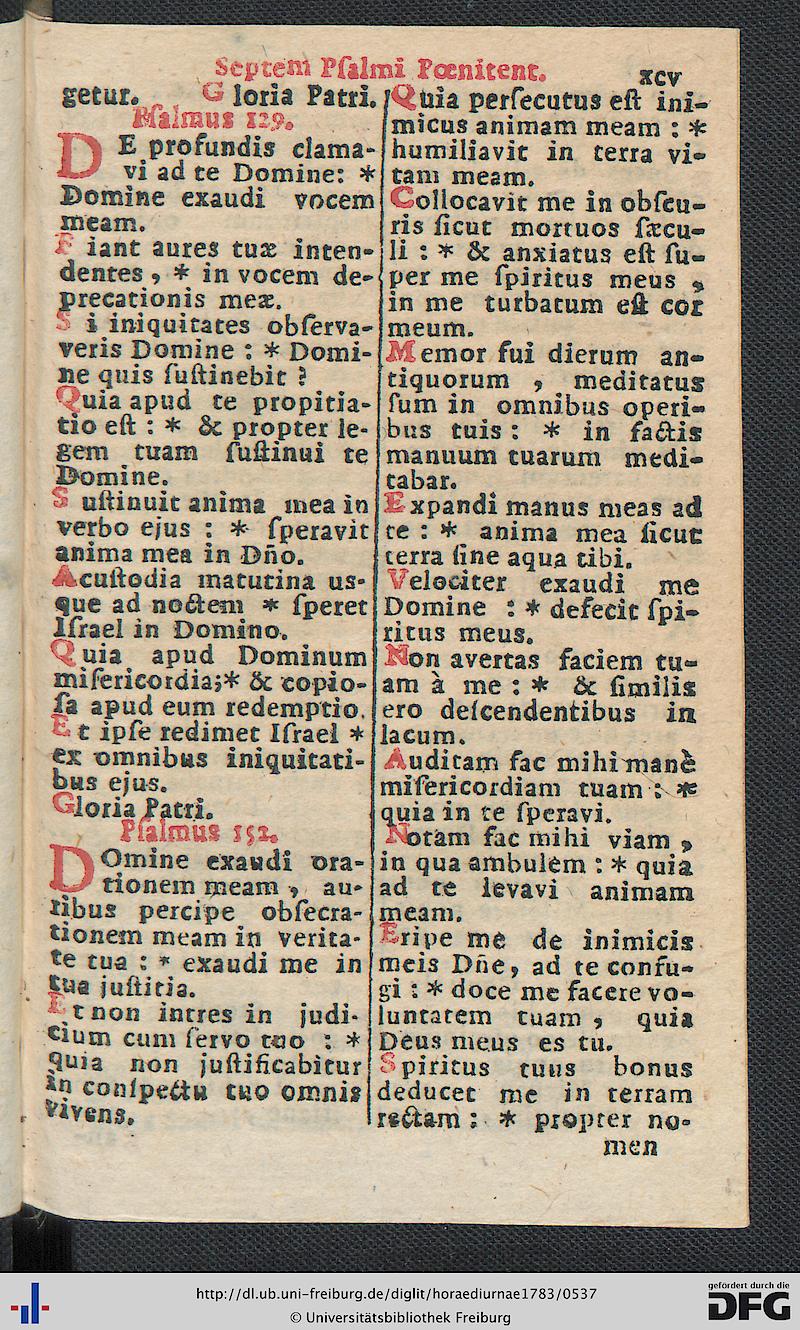 Septem Pſalmi Pœnitent. xcv
getur. Gloria Patri.
Pſalmus 129.
DE profundis clama-
vi ad te Domine: *
Domine exaudi vocem
meam.
Fiant aures tuæ inten-
dentes, * in vocem de-
precationis meæ.
Si iniquitates obſerva-
veris Domine : * Domi-
ne quis ſuſtinebit ?
Quia apud te propitia-
tio eſt : * & propter le-
gem tuam ſuſtinui te
Domine.
Suſtinuit anima mea in
verbo ejus : * ſperavit
anima mea in Dño.
A cuſtodia matutina us-
que ad noctem * ſperet
Iſrael in Domino.
Quia apud Dominum
miſericordia;* & copio-
ſa apud eum redemptio.
Et ipſe redimet Iſrael *
ex omnibus iniquitati-
bus ejus.
Gloria Patri.
Pſalmus 152.
DOmine exaudi ora-
tionem meam, au-
ribus percipe obſecra-
tionem meam in verita-
te tua : * exaudi me in
tua juſtitia.
Et non intres in judi-
cium cum ſervo tuo : *
quia non juſtificabitur
in conſpectu tuo omnis
vivens.
Quia perſecutus eſt ini-
micus animam meam : *
humiliavit in terra vi-
tam meam.
Collocavit me in obſcu-
ris ſicut mortuos ſæcu-
li : * & anxiatus eſt ſu-
per me ſpiritus meus ,
in me turbatum eſt cor
meum.
Memor fui dierum an-
tiquorum , meditatus
ſum in omnibus operi-
bus tuis : * in factis
manuum tuarum medi-
tabar.
Expandi manus meas ad
te : * anima mea ſicut
terra ſine aqua tibi.
Velociter exaudi me
Domine : * defecit ſpi-
ritus meus.
Non avertas faciem tu-
am à me : * & ſimilis
ero deſcendentibus in
lacum.
Auditam fac mihi manè
miſericordiam tuam : *
quia in te ſperavi.
Notam fac mihi viam ,
in qua ambulem : * quia
ad te levavi animam
meam.
Eripe me de inimicis
meis Dñe, ad te confu-
gi : * doce me facere vo-
luntatem tuam , quia
Deus meus es tu.
Spiritus tuus bonus
deducet me in terram
rectam : * propter no-
men
http://dl.ub.uni-freiburg.de/diglit/horaediurnae1783/0537
© Universitätsbibliothek Freiburg
gefördert durch die
DFG